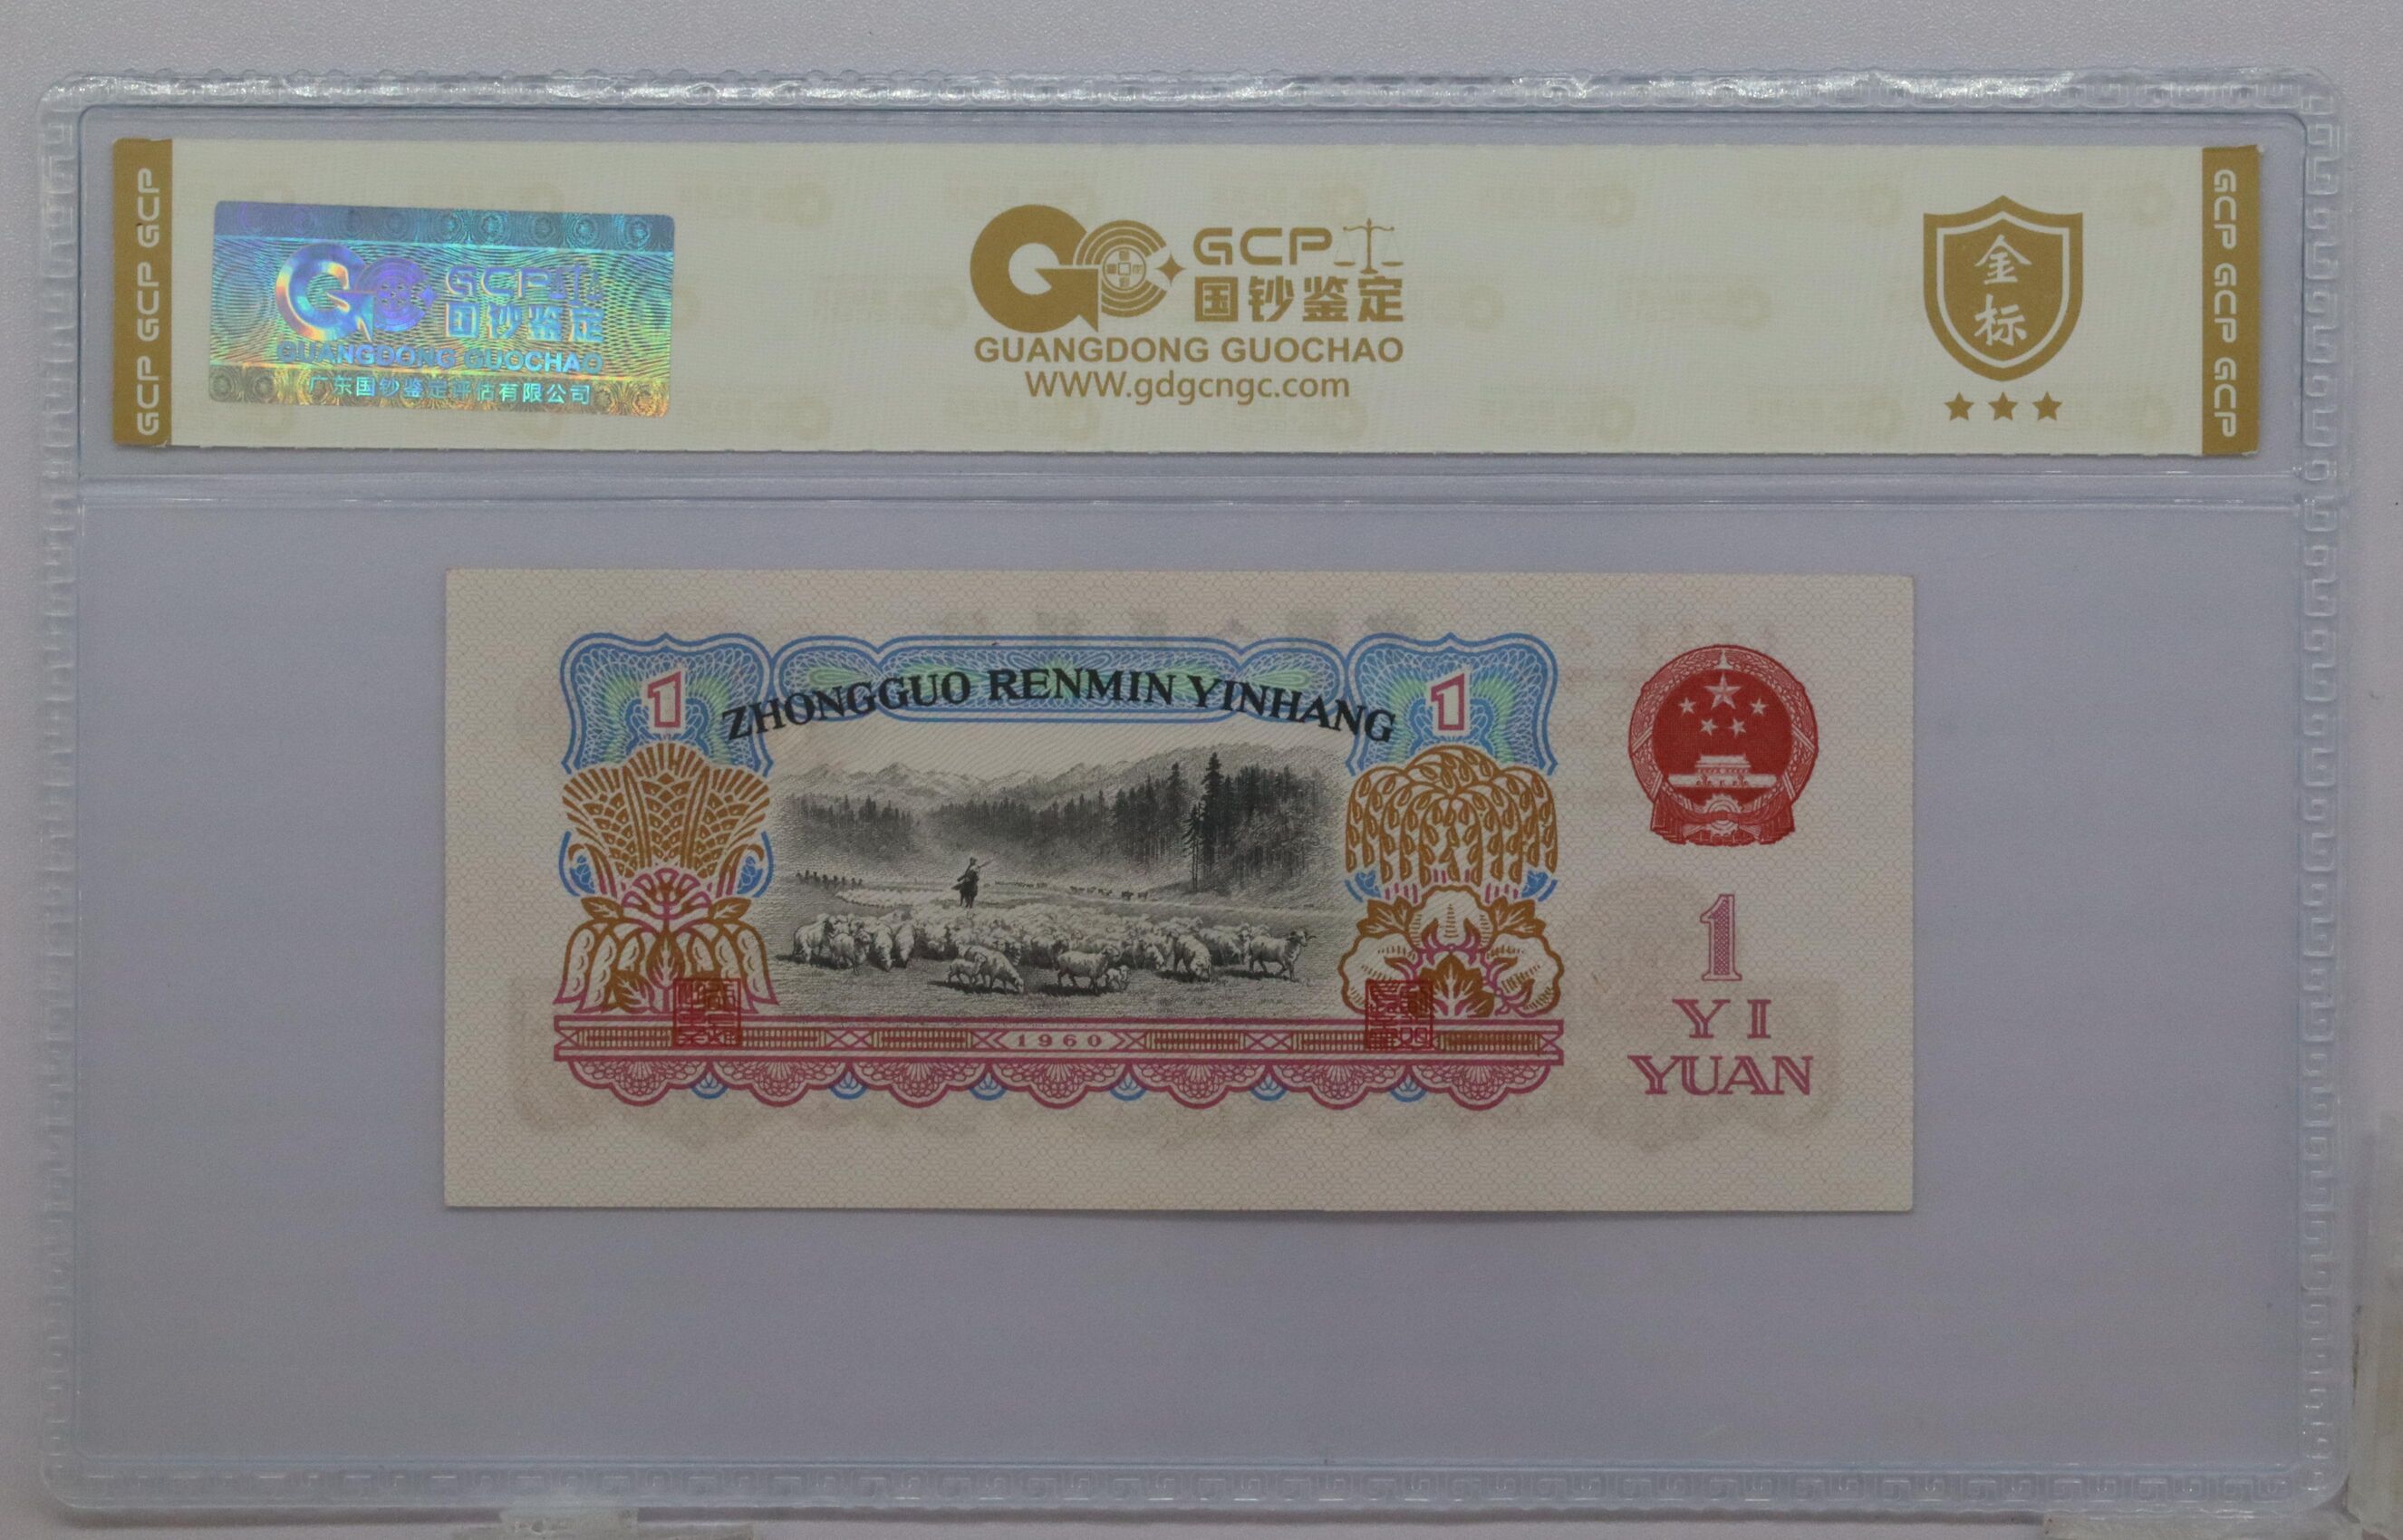 GCP GCP GCP
GCP
国钞鉴定
GUANGDONG GUOCHAO
广东国钞鉴定评估有限公司
GCP
国钞鉴定
GUANGDONG GUOCHAO
WWW.gdgcngc.com
金
标
GCP GCP GCP
1
ZHONGGUO RENMIN YINHANG
1
1960
1
YI
YUAN